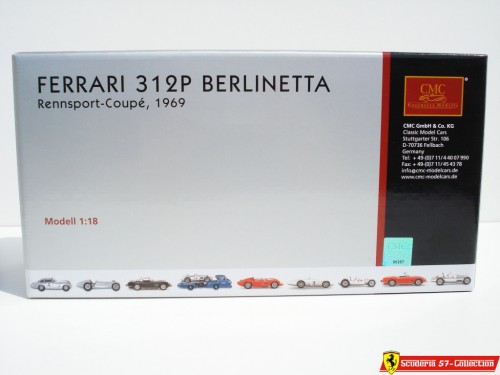 FERRARI 312P BERLINETTA
Rennsport-Coupé, 1969
Modell 1:18
CMC
CMC GmbH & Co. KG
Classic Model Cars
Stuttgarter Str. 106
D-70736 Fellbach
Germany
Tel: + 49-(0)7 11/4 40 07 990
Fax: + 49-(0)7 11/45 43 78
info@cmc-modelcars.de
www.cmc-modelcars.de
Scuderia 57-Collection